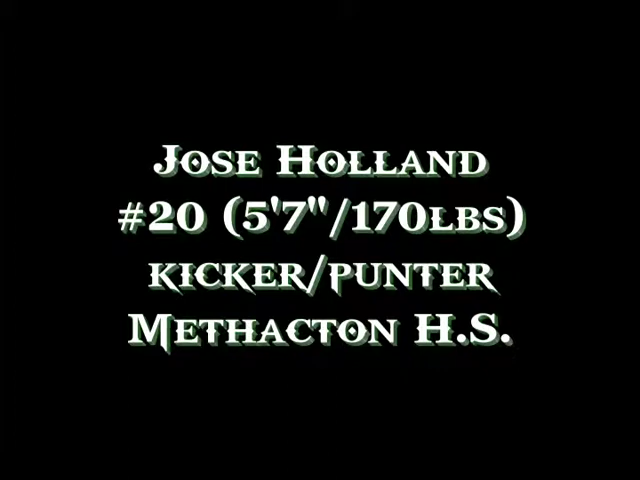 Jose Holland
#20 (5'7"/170lbs)
kicker/punter
Methacton H.S.